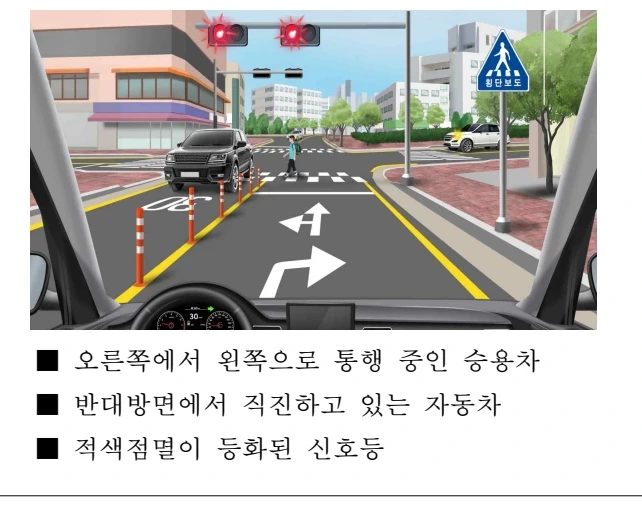 횡단보도
30
30
■ 오른쪽에서 왼쪽으로 통행 중인 승용차
■ 반대방면에서 직진하고 있는 자동차
■ 적색점멸이 등화된 신호등